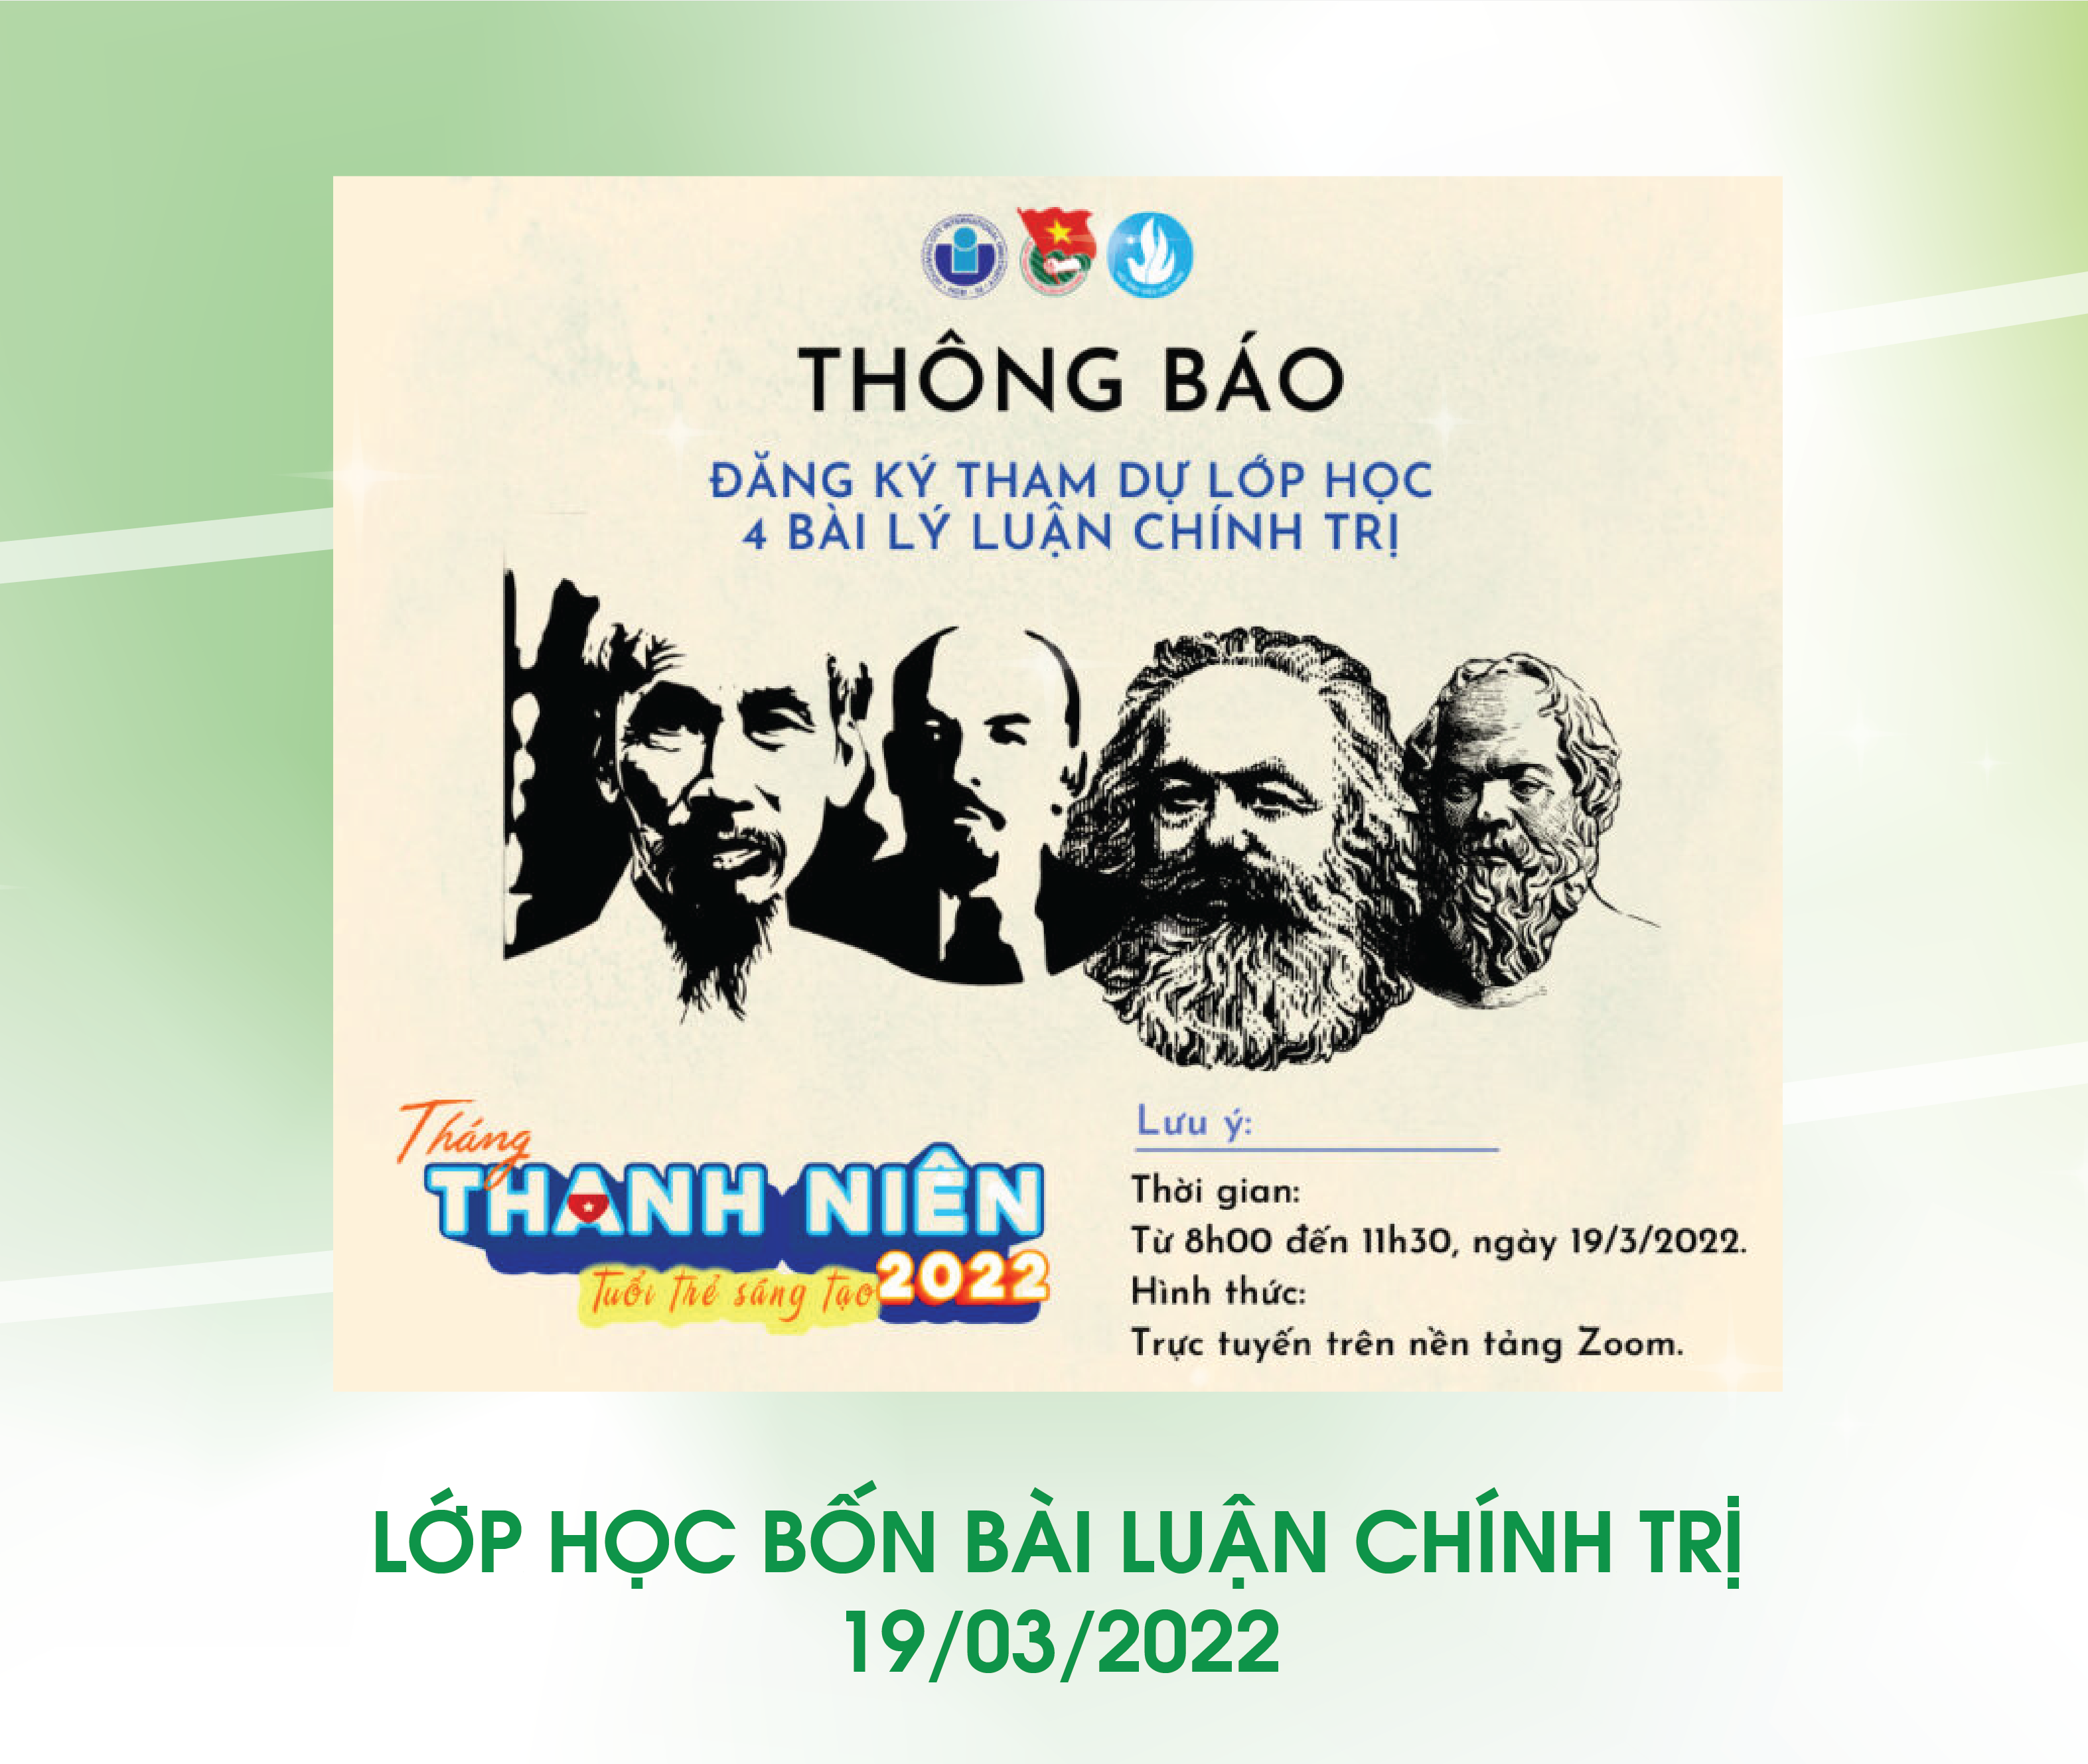 THÔNG BÁO
ĐĂNG KÝ THAM DỰ LỚP HỌC
4 BÀI LÝ LUẬN CHÍNH TRỊ
Tháng
THANH NIÊN
2022
Tuổi trẻ sáng tạo
Lưu ý:
Thời gian:
Từ 8h00 đến 11h30, ngày 19/3/2022.
Hình thức:
Trực tuyến trên nền tảng Zoom.
LỚP HỌC BỐN BÀI LUẬN CHÍNH TRỊ
19/03/2022